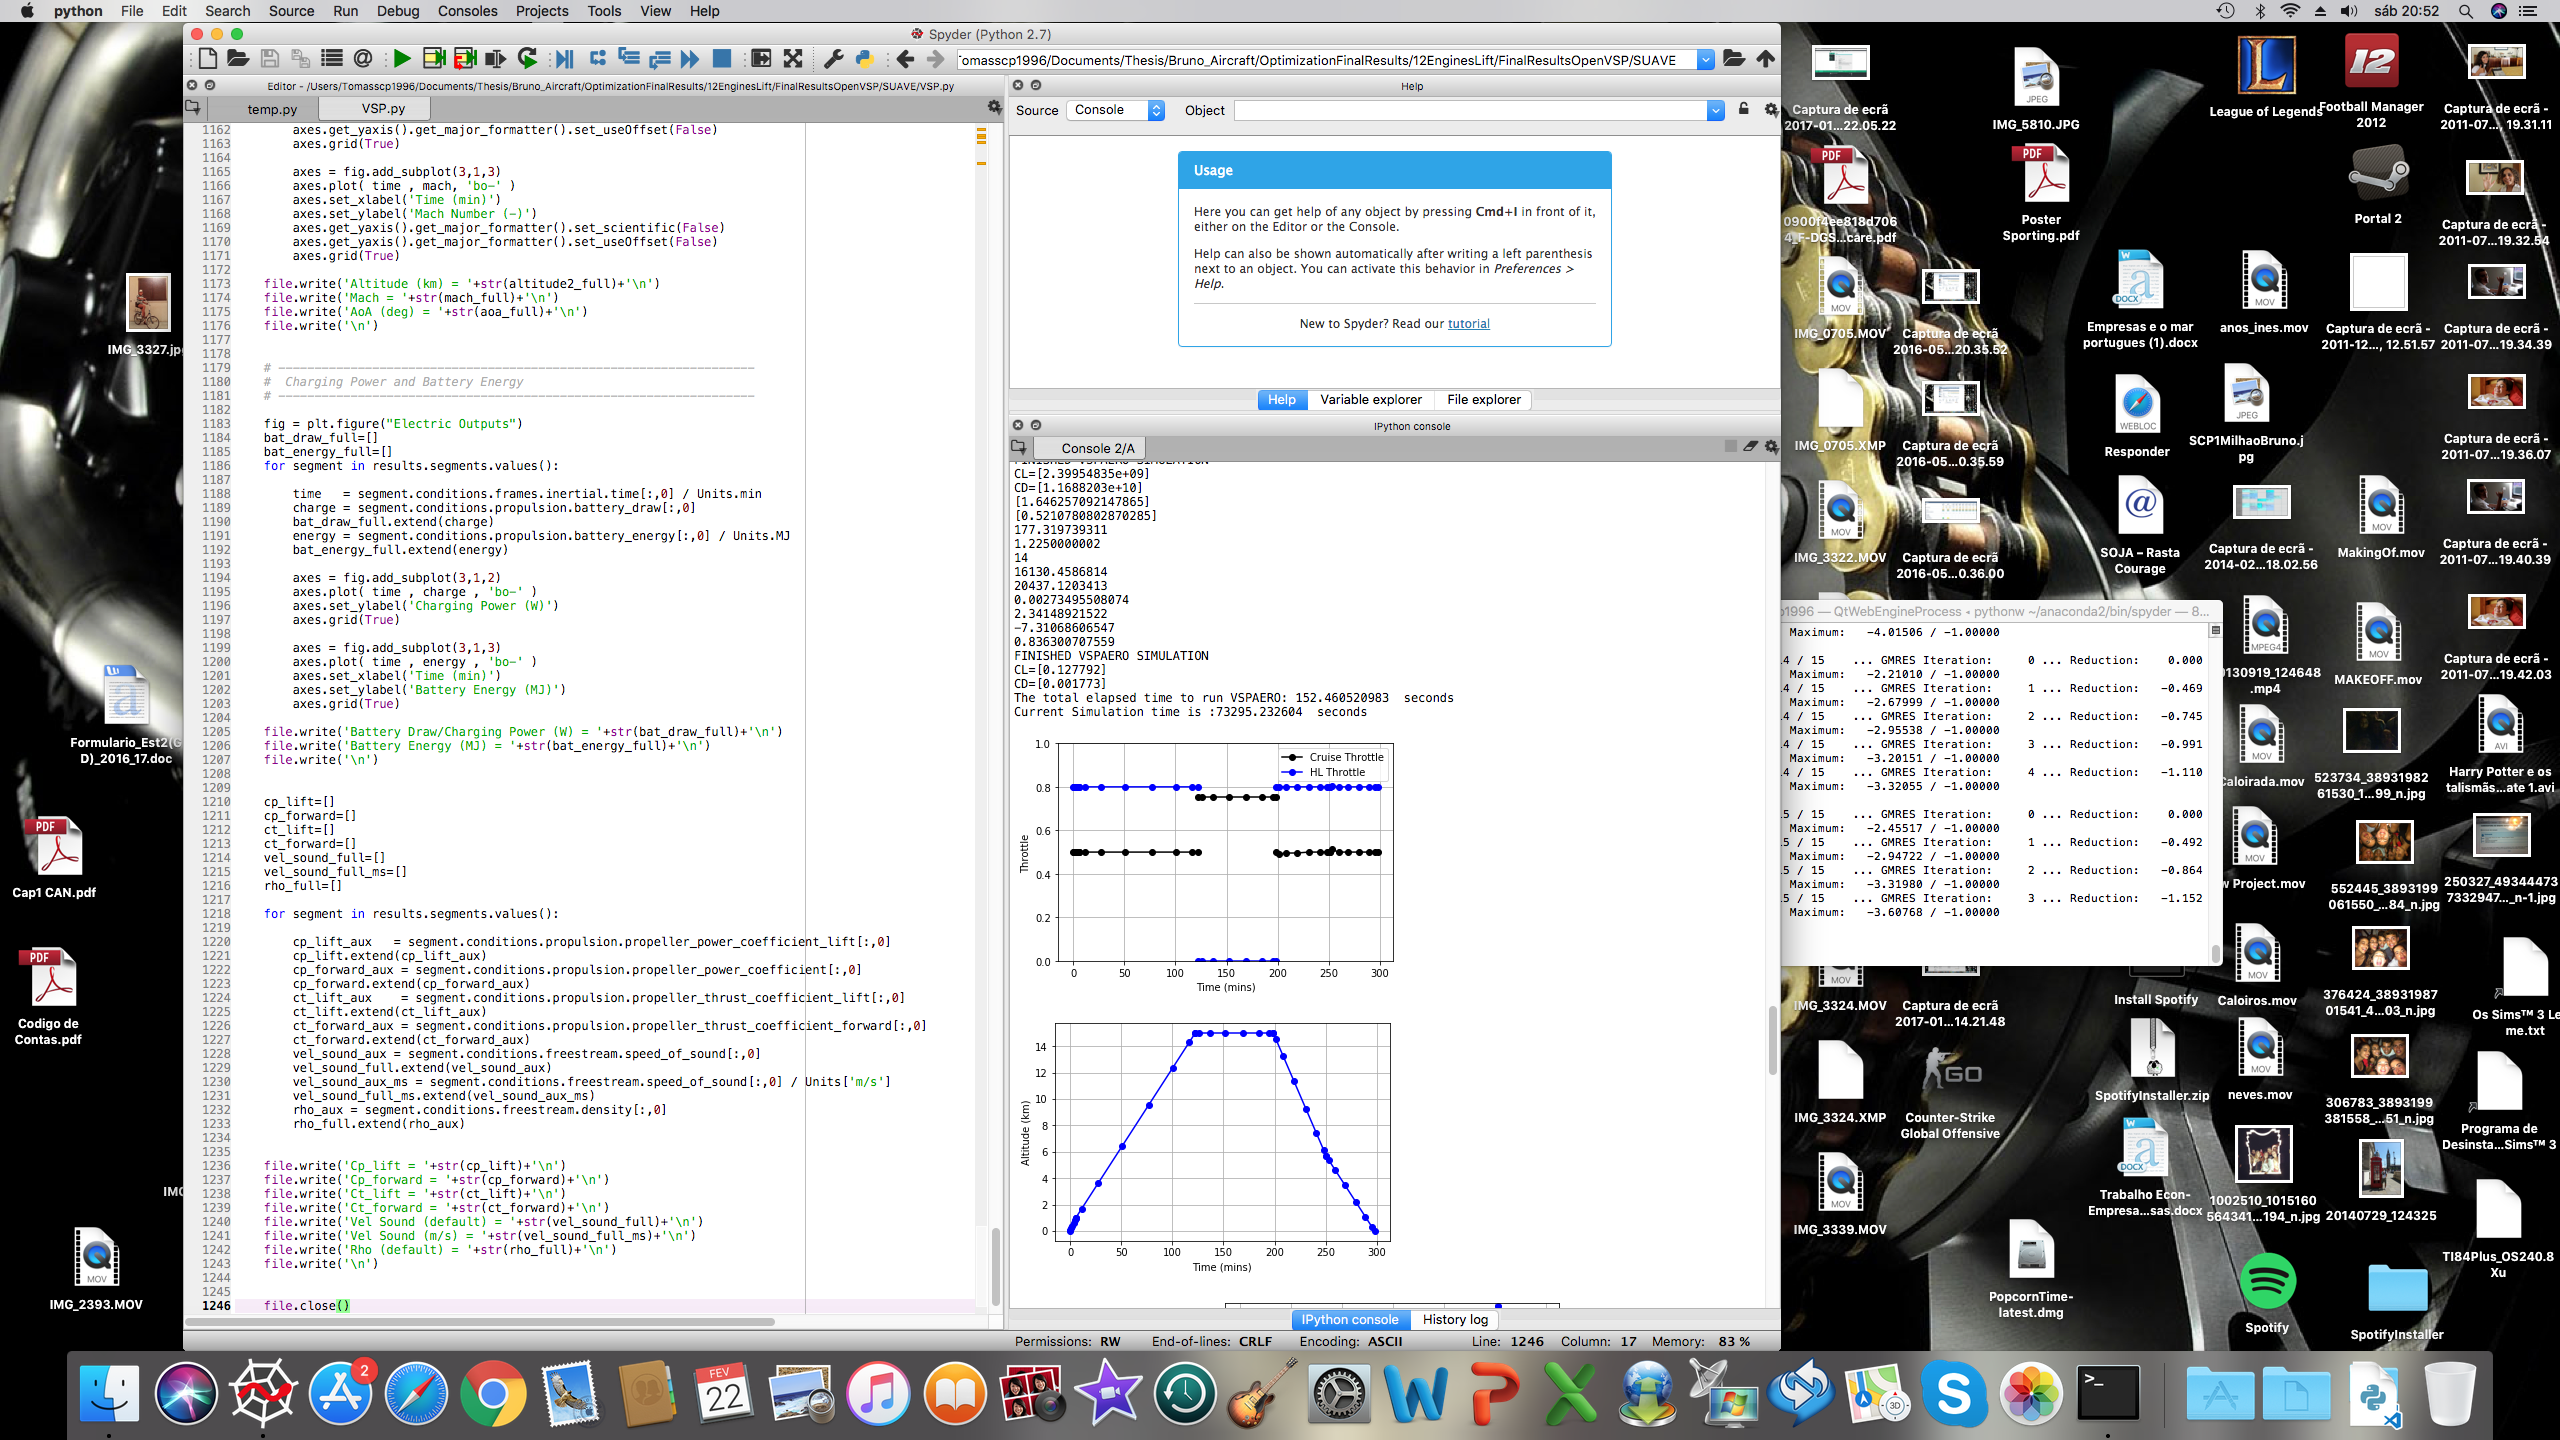 python File Edit Search Source Run Debug Consoles Projects Tools View Help
sáb 20:52
Spyder (Python 2.7)
omasscp1996/Documents/Thesis/Bruno_Aircraft/OptimizationFinalResults/12EnginesLift/FinalResultsOpenVSP/SUAVE
Editor - /Users/Tomasscp1996/Documents/Thesis/Bruno_Aircraft/OptimizationFinalResults/12EnginesLift/FinalResultsOpenVSP/SUAVE/VSP.py
temp.py
VSP.py
1162 axes.get_yaxis().get_major_formatter().set_useOffset(False)
1163 axes.grid(True)
1164
1165 axes = fig.add_subplot(3,1,3)
1166 axes.plot( time , mach, 'bo-' )
1167 axes.set_xlabel('Time (min)')
1168 axes.set_ylabel('Mach Number (-)')
1169 axes.get_yaxis().get_major_formatter().set_scientific(False)
1170 axes.get_yaxis().get_major_formatter().set_useOffset(False)
1171 axes.grid(True)
1172
1173 file.write('Altitude (km) = '+str(altitude2_full)+'\n')
1174 file.write('Mach = '+str(mach_full)+'\n')
1175 file.write('AoA (deg) = '+str(aoa_full)+'\n')
1176 file.write('\n')
1177
1178
1179 # ------------------------------------------------------------------
1180 # Charging Power and Battery Energy
1181 # ------------------------------------------------------------------
1182
1183 fig = plt.figure("Electric Outputs")
1184 bat_draw_full=[]
1185 bat_energy_full=[]
1186 for segment in results.segments.values():
1187
1188 time = segment.conditions.frames.inertial.time[:,0] / Units.min
1189 charge = segment.conditions.propulsion.battery_draw[:,0]
1190 bat_draw_full.extend(charge)
1191 energy = segment.conditions.propulsion.battery_energy[:,0] / Units.MJ
1192 bat_energy_full.extend(energy)
1193
1194 axes = fig.add_subplot(3,1,2)
1195 axes.plot( time , charge , 'bo-' )
1196 axes.set_ylabel('Charging Power (W)')
1197 axes.grid(True)
1198
1199 axes = fig.add_subplot(3,1,3)
1200 axes.plot( time , energy , 'bo-' )
1201 axes.set_xlabel('Time (min)')
1202 axes.set_ylabel('Battery Energy (MJ)')
1203 axes.grid(True)
1204
1205 file.write('Battery Draw/Charging Power (W) = '+str(bat_draw_full)+'\n')
1206 file.write('Battery Energy (MJ) = '+str(bat_energy_full)+'\n')
1207 file.write('\n')
1208
1209
1210 cp_lift=[]
1211 cp_forward=[]
1212 ct_lift=[]
1213 ct_forward=[]
1214 vel_sound_full=[]
1215 vel_sound_full_ms=[]
1216 rho_full=[]
1217
1218 for segment in results.segments.values():
1219
1220 cp_lift_aux = segment.conditions.propulsion.propeller_power_coefficient_lift[:,0]
1221 cp_lift.extend(cp_lift_aux)
1222 cp_forward_aux = segment.conditions.propulsion.propeller_power_coefficient[:,0]
1223 cp_forward.extend(cp_forward_aux)
1224 ct_lift_aux = segment.conditions.propulsion.propeller_thrust_coefficient_lift[:,0]
1225 ct_lift.extend(ct_lift_aux)
1226 ct_forward_aux = segment.conditions.propulsion.propeller_thrust_coefficient_forward[:,0]
1227 ct_forward.extend(ct_forward_aux)
1228 vel_sound_aux = segment.conditions.freestream.speed_of_sound[:,0]
1229 vel_sound_full.extend(vel_sound_aux)
1230 vel_sound_aux_ms = segment.conditions.freestream.speed_of_sound[:,0] / Units['m/s']
1231 vel_sound_full_ms.extend(vel_sound_aux_ms)
1232 rho_aux = segment.conditions.freestream.density[:,0]
1233 rho_full.extend(rho_aux)
1234
1235
1236 file.write('Cp_lift = '+str(cp_lift)+'\n')
1237 file.write('Cp_forward = '+str(cp_forward)+'\n')
1238 file.write('Ct_lift = '+str(ct_lift)+'\n')
1239 file.write('Ct_forward = '+str(ct_forward)+'\n')
1240 file.write('Vel Sound (default) = '+str(vel_sound_full)+'\n')
1241 file.write('Vel Sound (m/s) = '+str(vel_sound_full_ms)+'\n')
1242 file.write('Rho (default) = '+str(rho_full)+'\n')
1243 file.write('\n')
1244
1245
1246 file.close()
Help
Source Console Object
Usage
Here you can get help of any object by pressing Cmd+I in front of it,
either on the Editor or the Console.
Help can also be shown automatically after writing a left parenthesis
next to an object. You can activate this behavior in Preferences >
Help.
New to Spyder? Read our tutorial
Help Variable explorer File explorer
IPython console
Console 2/A
FINISHED VSPAERO SIMULATION
CL=[2.39954835e+09]
CD=[1.1688203e+10]
[1.646257092147865]
[0.5210780802870285]
177.319739311
1.2250000002
14
16130.4586814
20437.1203413
0.00273495508074
2.34148921522
-7.31068606547
0.836300707559
FINISHED VSPAERO SIMULATION
CL=[0.127792]
CD=[0.001773]
The total elapsed time to run VSPAERO: 152.460520983 seconds
Current Simulation time is :73295.232604 seconds
Cruise Throttle
HL Throttle
Throttle
1.0
0.8
0.6
0.4
0.2
0.0
0 50 100 150 200 250 300
Time (mins)
Altitude (km)
14
12
10
8
6
4
2
0
0 50 100 150 200 250 300
Time (mins)
IPython console History log
Permissions: RW End-of-lines: CRLF Encoding: ASCII Line: 1246 Column: 17 Memory: 83 %
1996 — QtWebEngineProcess ◂ pythonw ~/anaconda2/bin/spyder — 8...
Maximum: -4.01506 / -1.00000
4 / 15 ... GMRES Iteration: 0 ... Reduction: 0.000
Maximum: -2.21010 / -1.00000
4 / 15 ... GMRES Iteration: 1 ... Reduction: -0.469
Maximum: -2.67999 / -1.00000
4 / 15 ... GMRES Iteration: 2 ... Reduction: -0.745
Maximum: -2.95538 / -1.00000
4 / 15 ... GMRES Iteration: 3 ... Reduction: -0.991
Maximum: -3.20151 / -1.00000
4 / 15 ... GMRES Iteration: 4 ... Reduction: -1.110
Maximum: -3.32055 / -1.00000
5 / 15 ... GMRES Iteration: 0 ... Reduction: 0.000
Maximum: -2.45517 / -1.00000
5 / 15 ... GMRES Iteration: 1 ... Reduction: -0.492
Maximum: -2.94722 / -1.00000
5 / 15 ... GMRES Iteration: 2 ... Reduction: -0.864
Maximum: -3.31980 / -1.00000
5 / 15 ... GMRES Iteration: 3 ... Reduction: -1.152
Maximum: -3.60768 / -1.00000
IMG_3327.jp
Formulario_Est2(G
D)_2016_17.doc
Cap1 CAN.pdf
Codigo de
Contas.pdf
IMG_2393.MOV
Captura de ecrã
2017-01...22.05.22
IMG_5810.JPG
League of Legends
Football Manager
2012
Captura de ecrã -
2011-07..., 19.31.11
0900f4ee818d706
4_F-DGS...care.pdf
Poster
Sporting.pdf
Portal 2
Captura de ecrã -
2011-07...19.32.54
IMG_0705.MOV
Captura de ecrã
2016-05...20.35.52
Empresas e o mar
portugues (1).docx
anos_ines.mov
Captura de ecrã -
2011-12..., 12.51.57
Captura de ecrã -
2011-07...19.34.39
IMG_0705.XMP
Captura de ecrã
2016-05...0.35.59
Responder
SCP1MilhaoBruno.j
pg
Captura de ecrã -
2011-07...19.36.07
IMG_3322.MOV
Captura de ecrã
2016-05...0.36.00
SOJA – Rasta
Courage
Captura de ecrã -
2014-02...18.02.56
MakingOf.mov
Captura de ecrã -
2011-07...19.40.39
0130919_124648
.mp4
MAKEOFF.mov
Captura de ecrã -
2011-07...19.42.03
Caloirada.mov
523734_38931982
61530_1...99_n.jpg
Harry Potter e os
talismãs...ate 1.avi
w Project.mov
552445_3893199
061550_...84_n.jpg
250327_49344473
7332947..._n-1.jpg
IMG_3324.MOV
Captura de ecrã
2017-01...14.21.48
Install Spotify
Caloiros.mov
376424_38931987
01541_4...03_n.jpg
Os Sims™ 3 Le
me.txt
IMG_3324.XMP
Counter-Strike
Global Offensive
SpotifyInstaller.zip
neves.mov
306783_3893199
381558_...51_n.jpg
Programa de
Desinsta...Sims™ 3
IMG_3339.MOV
Trabalho Econ-
Empresa...sas.docx
1002510_1015160
564341..._194_n.jpg
20140729_124325
TI84Plus_OS240.8
Xu
PopcornTime-
latest.dmg
Spotify
SpotifyInstaller
2
FEV
22